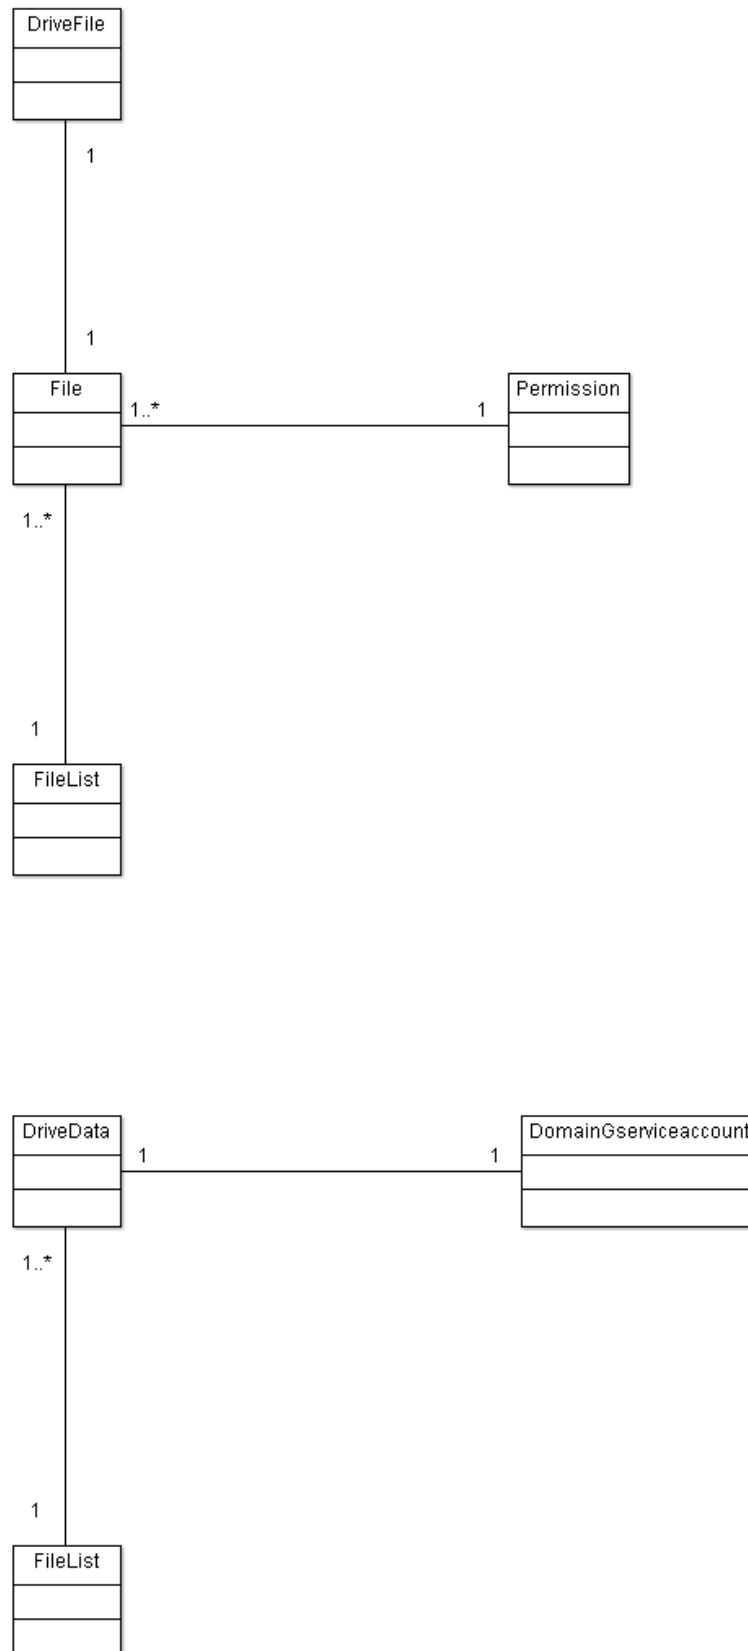 DriveFile
1
1
File
1..*
1
Permission
1..*
1
FileList
DriveData
1
1
DomainGserviceaccount
1..*
1
FileList